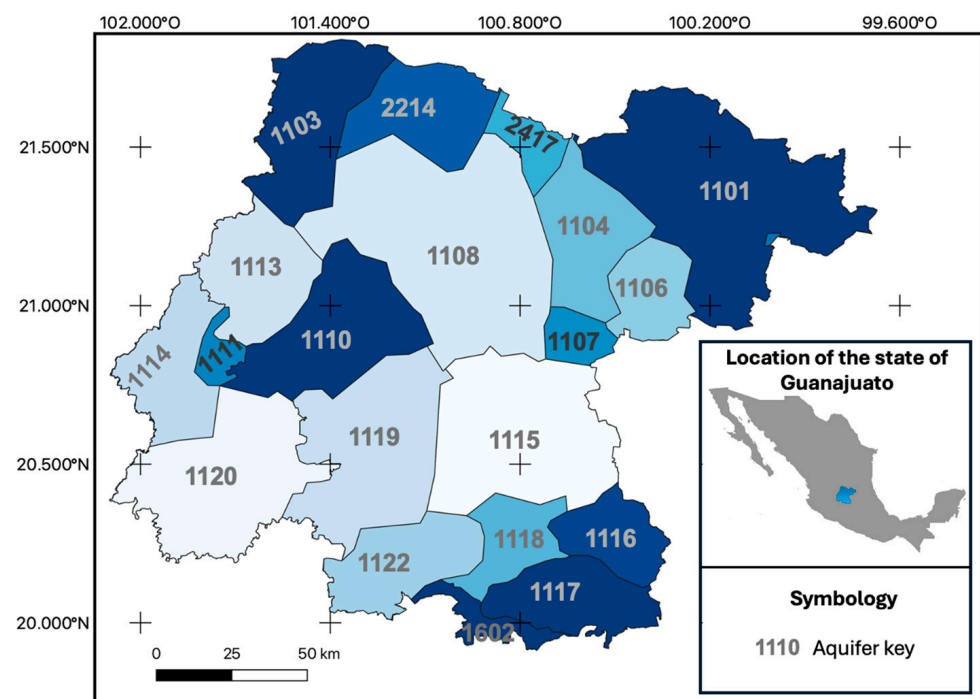 102.000°O 101.400°O 100.800°O 100.200°O 99.600°O
21.500°N
21.000°N
20.500°N
20.000°N
1103
2214
2417
1101
1104
1108
1113
1106
1110
1107
1111
1114
1119
1115
1120
1118
1116
1122
1117
1602
0 25 50 km
Location of the state of
Guanajuato
Symbology
1110 Aquifer key